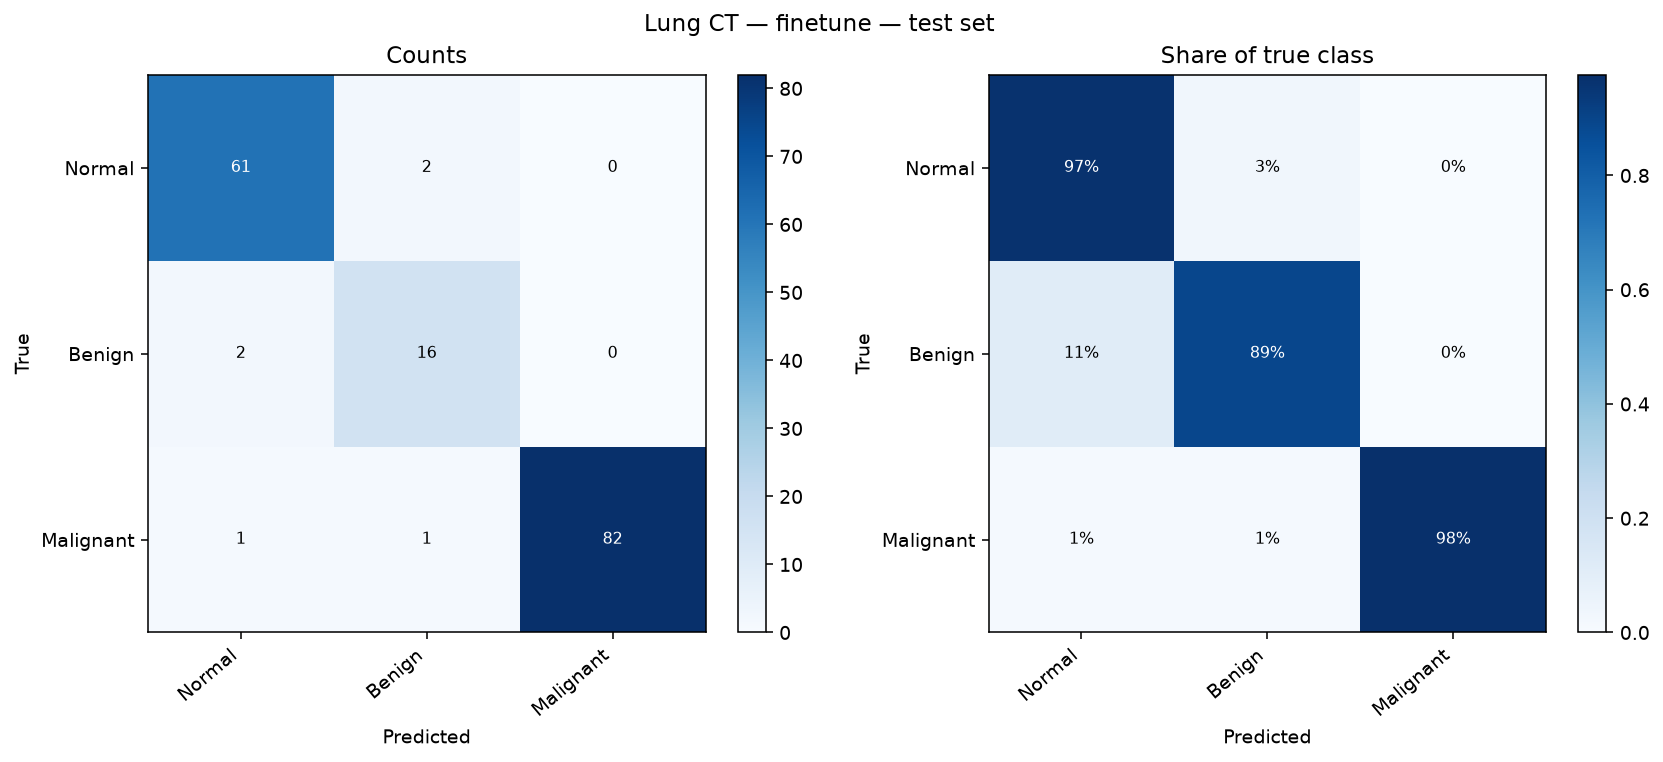 Lung CT — finetune — test set
Counts
Share of true class
True
Normal
Benign
Malignant
61 2 0
2 16 0
1 1 82
Normal
Benign
Malignant
Predicted
80
70
60
50
40
30
20
10
0
True
Normal
Benign
Malignant
97% 3% 0%
11% 89% 0%
1% 1% 98%
Normal
Benign
Malignant
Predicted
0.8
0.6
0.4
0.2
0.0